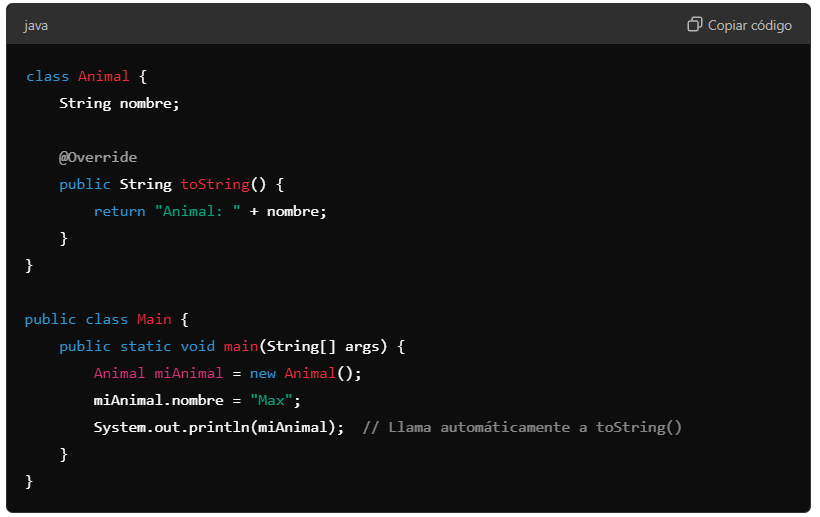 java
Copiar código
class Animal {
    String nombre;

    @Override
    public String toString() {
        return "Animal: " + nombre;
    }
}

public class Main {
    public static void main(String[] args) {
        Animal miAnimal = new Animal();
        miAnimal.nombre = "Max";
        System.out.println(miAnimal);  // Llama automáticamente a toString()
    }
}